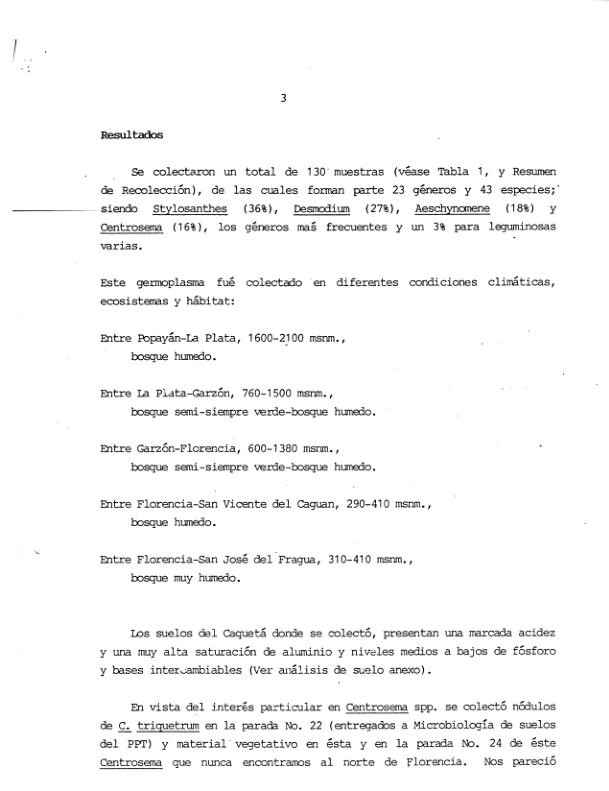 3
Resultados
Se colectaron un total de 130 muestras (véase Tabla 1, y Resumen
de Recolección), de las cuales forman parte 23 géneros y 43 especies;
siendo Stylosanthes (36%), Desmodium (27%), Aeschynomene (18%) y
Centrosema (16%), los géneros más frecuentes y un 3% para leguminosas
varias.
Este germoplasma fué colectado en diferentes condiciones climáticas,
ecosistemas y hábitat:
Entre Popayán-La Plata, 1600-2100 msnm.,
bosque humedo.
Entre La Plata-Garzón, 760-1500 msnm.,
bosque semi-siempre verde-bosque humedo.
Entre Garzón-Florencia, 600-1380 msnm.,
bosque semi-siempre verde-bosque humedo.
Entre Florencia-San Vicente del Caguan, 290-410 msnm.,
bosque humedo.
Entre Florencia-San José del Fragua, 310-410 msnm.,
bosque muy humedo.
Los suelos del Caquetá donde se colectó, presentan una marcada acidez
y una muy alta saturación de aluminio y niveles medios a bajos de fósforo
y bases intercambiables (Ver análisis de suelo anexo).
En vista del interés particular en Centrosema spp. se colectó nódulos
de C. triquetrum en la parada No. 22 (entregados a Microbiología de suelos
del PPT) y material vegetativo en ésta y en la parada No. 24 de éste
Centrosema que nunca encontramos al norte de Florencia. Nos pareció